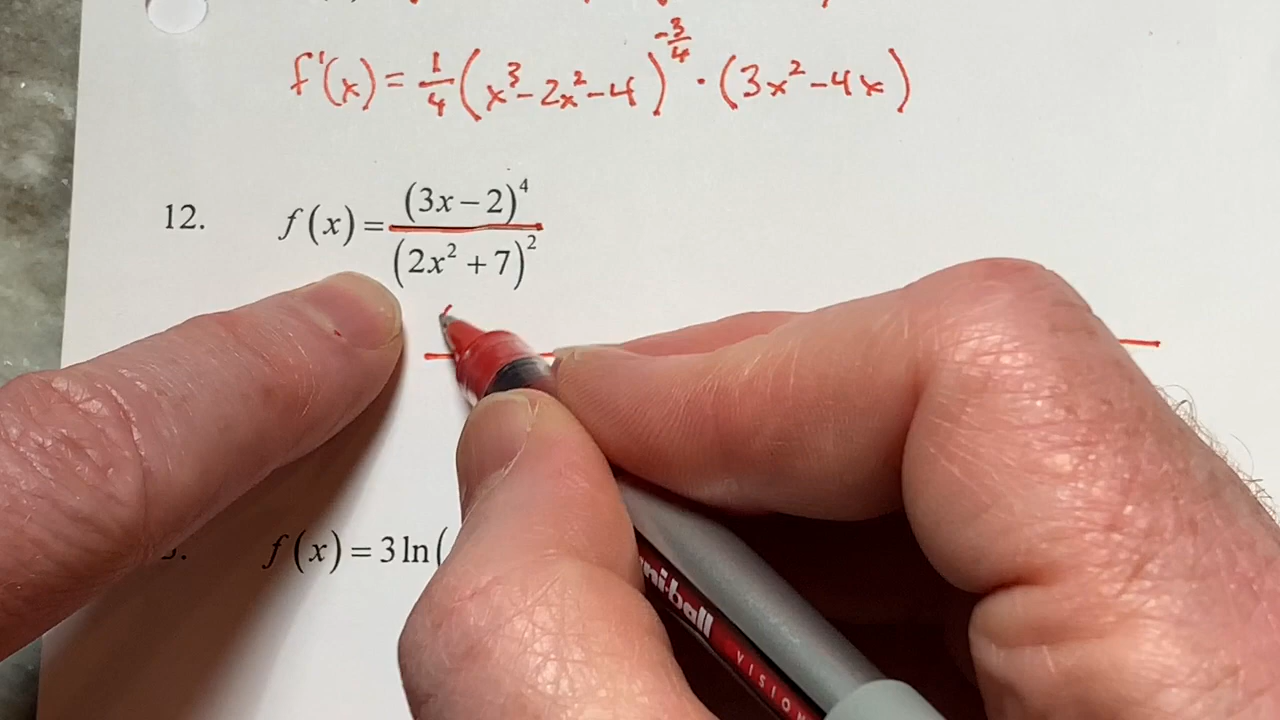 f'(x) = 1/4 (x³ - 2x² - 4)^(-3/4) · (3x² - 4x)
12. f(x) = (3x - 2)⁴ / (2x² + 7)²
f(x) = 3 ln(
uni-ball VISION